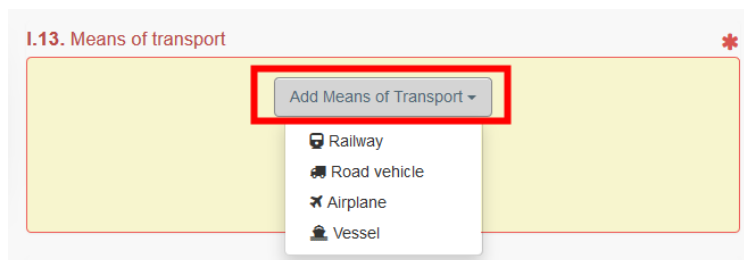 I.13. Means of transport
Add Means of Transport
Railway
Road vehicle
Airplane
Vessel